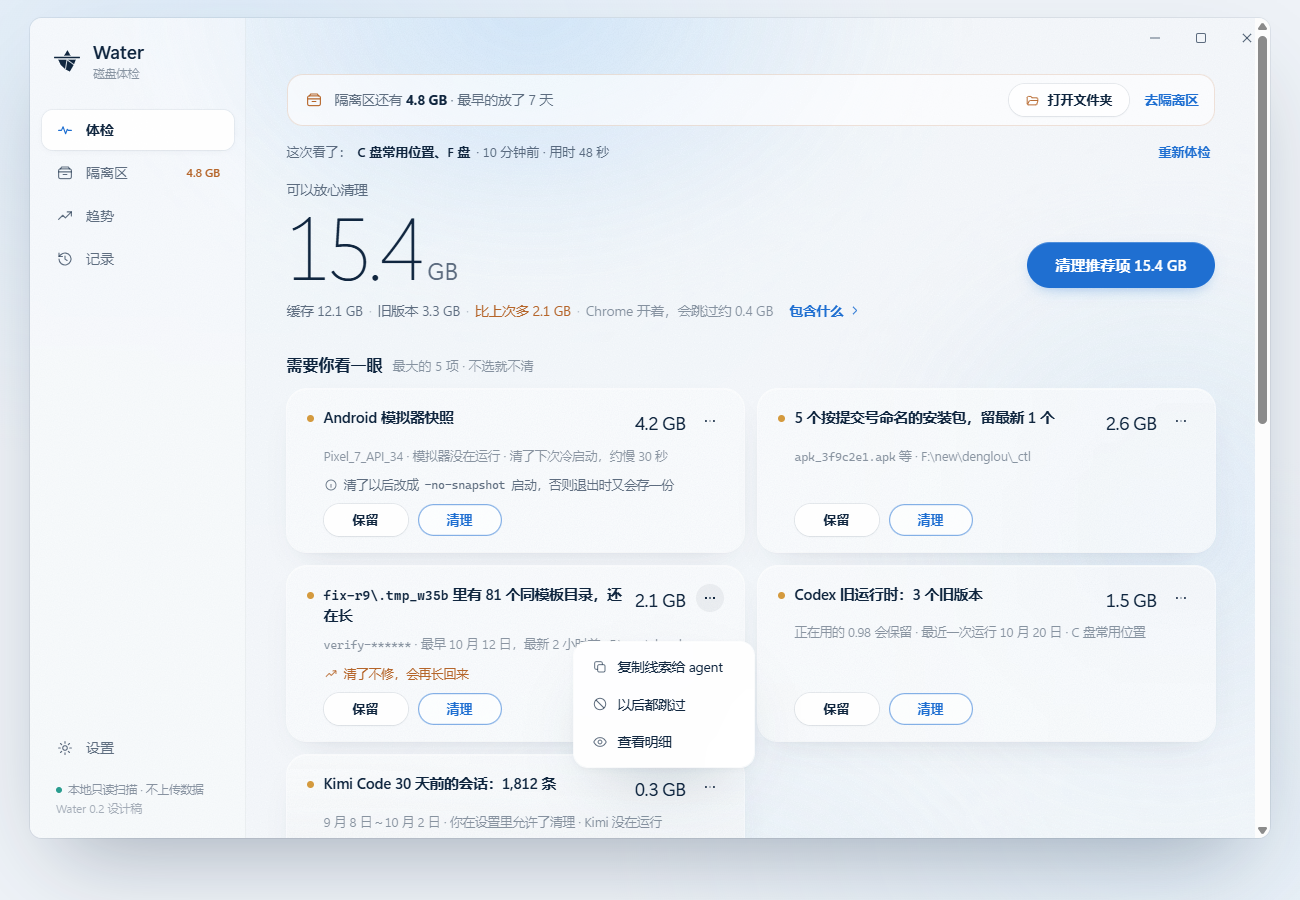 Water
磁盘体检
体检
隔离区 4.8 GB
趋势
记录
设置
本地只读扫描 · 不上传数据
Water 0.2 设计稿
隔离区还有 4.8 GB · 最早的放了 7 天
打开文件夹
去隔离区
这次看了： C 盘常用位置、F 盘 · 10 分钟前 · 用时 48 秒
重新体检
可以放心清理
15.4 GB
清理推荐项 15.4 GB
缓存 12.1 GB · 旧版本 3.3 GB · 比上次多 2.1 GB · Chrome 开着，会跳过约 0.4 GB 包含什么
需要你看一眼 最大的 5 项 · 不选就不清
Android 模拟器快照 4.2 GB
Pixel_7_API_34 · 模拟器没在运行 · 清了下次冷启动，约慢 30 秒
清了以后改成 -no-snapshot 启动，否则退出时又会存一份
保留 清理
5 个按提交号命名的安装包，留最新 1 个 2.6 GB
apk_3f9c2e1.apk 等 · F:\new\denglou\_ctl
保留 清理
fix-r9\.tmp_w35b 里有 81 个同模板目录，还
在长
2.1 GB
verify-****** · 最早 10 月 12 日，最新 2 小时前
清了不修，会再长回来
保留 清理
复制线索给 agent
以后都跳过
查看明细
Codex 旧运行时：3 个旧版本 1.5 GB
正在用的 0.98 会保留 · 最近一次运行 10 月 20 日 · C 盘常用位置
保留 清理
Kimi Code 30 天前的会话：1,812 条 0.3 GB
9 月 8 日 ~ 10 月 2 日 · 你在设置里允许了清理 · Kimi 没在运行